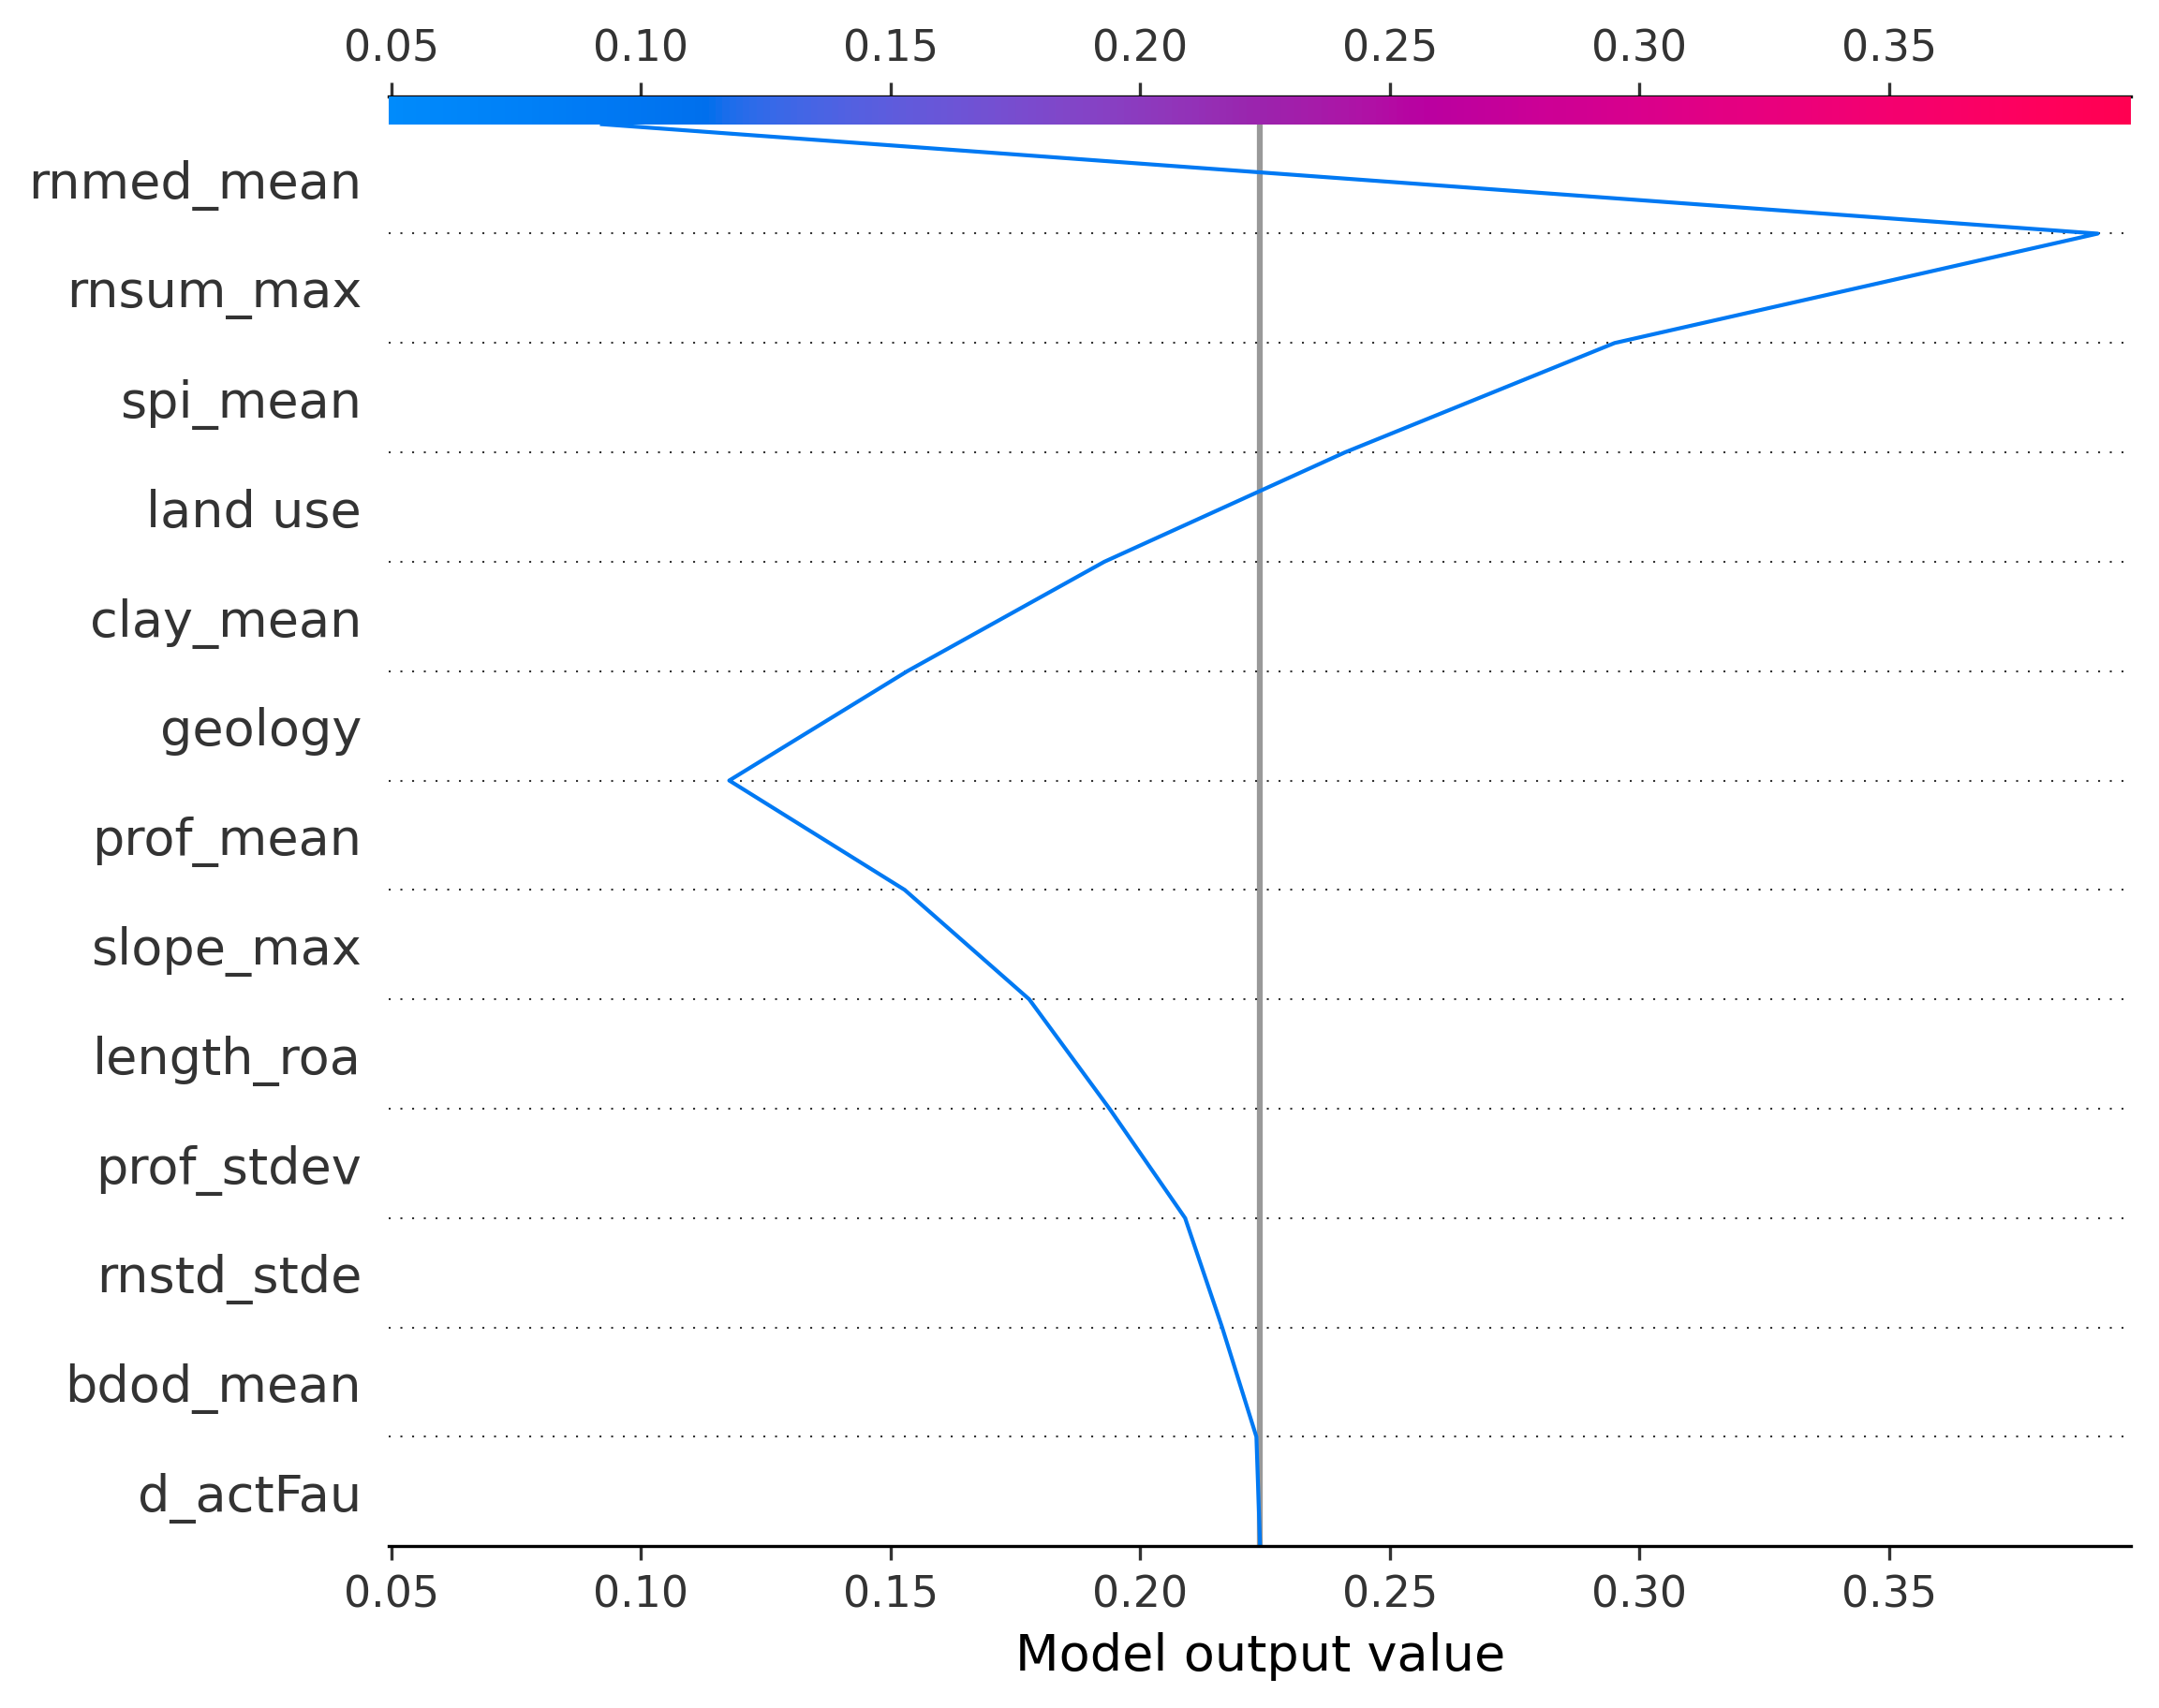 0.05 0.10 0.15 0.20 0.25 0.30 0.35
rnmed_mean
rnsum_max
spi_mean
land use
clay_mean
geology
prof_mean
slope_max
length_roa
prof_stdev
rnstd_stde
bdod_mean
d_actFau
0.05 0.10 0.15 0.20 0.25 0.30 0.35
Model output value